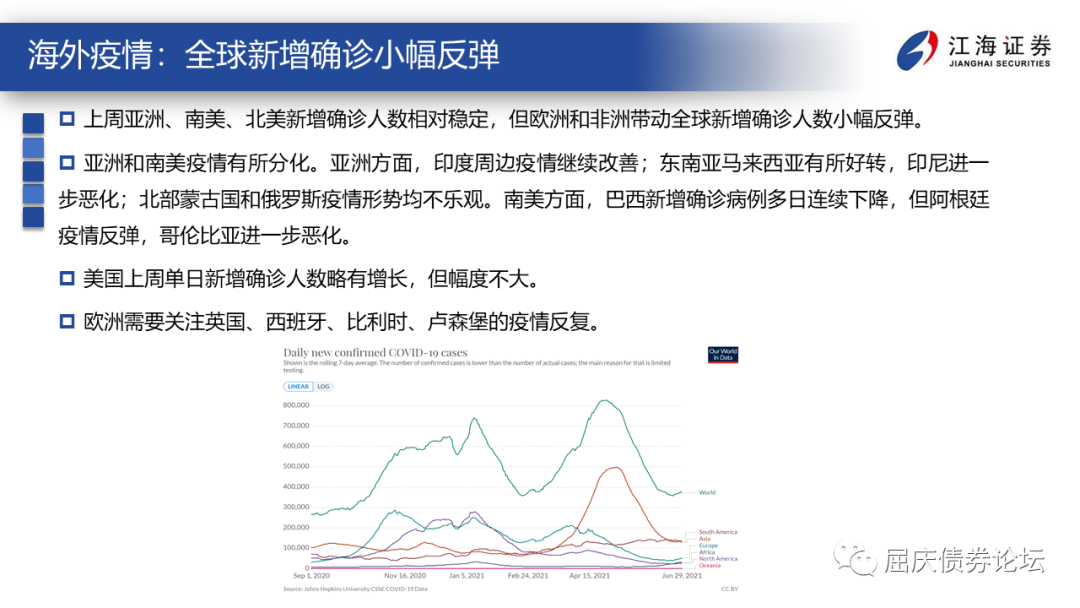 海外疫情：全球新增确诊小幅反弹
江海证券
JIANGHAI SECURITIES
上周亚洲、南美、北美新增确诊人数相对稳定，但欧洲和非洲带动全球新增确诊人数小幅反弹。
亚洲和南美疫情有所分化。亚洲方面，印度周边疫情继续改善；东南亚马来西亚有所好转，印尼进一
步恶化；北部蒙古国和俄罗斯疫情形势均不乐观。南美方面，巴西新增确诊病例多日连续下降，但阿根廷
疫情反弹，哥伦比亚进一步恶化。
美国上周单日新增确诊人数略有增长，但幅度不大。
欧洲需要关注英国、西班牙、比利时、卢森堡的疫情反复。
Daily new confirmed COVID-19 cases
Our World
in Data
Shown is the rolling 7-day average. The number of confirmed cases is lower than the number of actual cases; the main reason for that is limited
testing.
LINEAR LOG
800,000
700,000
600,000
500,000
400,000
300,000
200,000
100,000
0
World
South America
Asia
Europe
Africa
North America
Oceania
Sep 1, 2020 Nov 16, 2020 Jan 5, 2021 Feb 24, 2021 Apr 15, 2021 Jun 29, 2021
Source: Johns Hopkins University CSSE COVID-19 Data CC BY
屈庆债券论坛